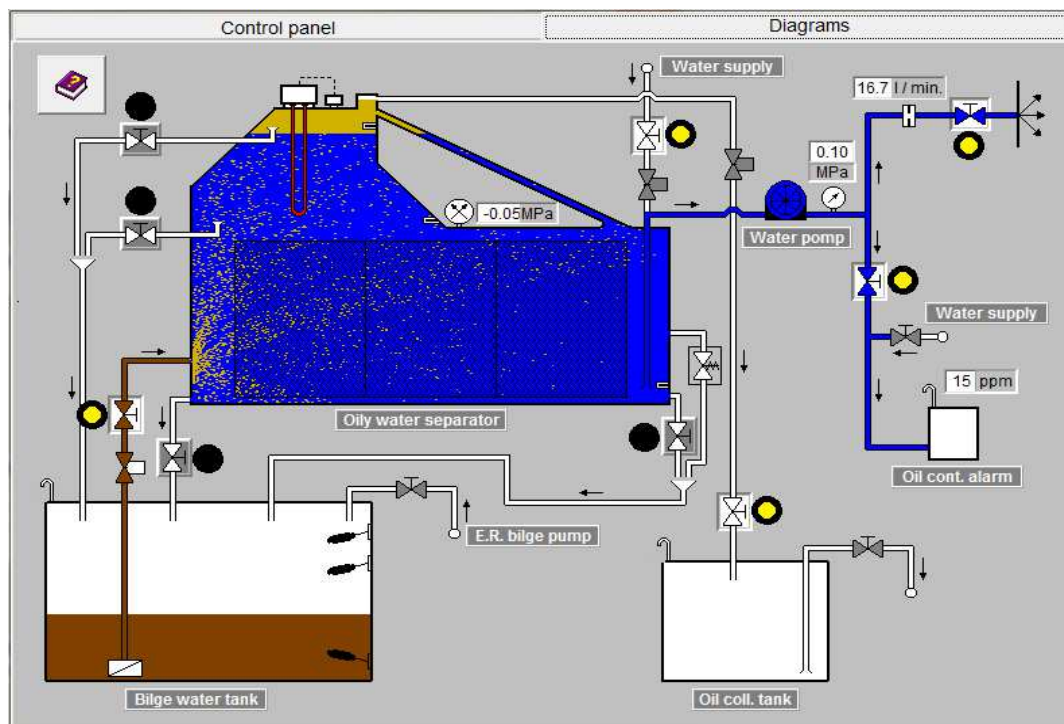 Control panel
Diagrams
?
Water supply
16.7 l / min.
0.10
MPa
-0.05MPa
Water pomp
Water supply
15 ppm
Oily water separator
Oil cont. alarm
E.R. bilge pump
Bilge water tank
Oil coll. tank